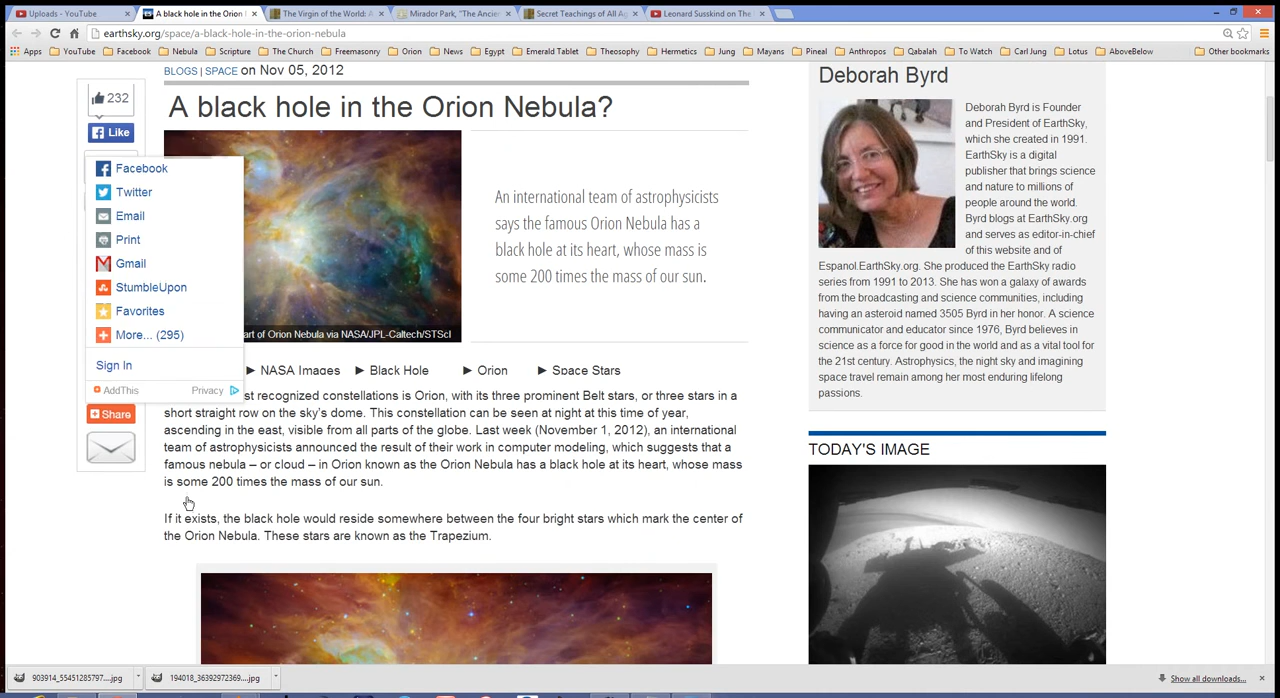 Uploads - YouTube
A black hole in the Orion
The Virgin of the World: A
Mirador Park, "The Ancie
Secret Teachings of All Ag
Leonard Susskind on The
earthsky.org/space/a-black-hole-in-the-orion-nebula
Apps YouTube Facebook Nebula Scripture The Church Freemasonry Orion News Egypt Emerald Tablet Theosophy Hermetics Jung Mayans Pineal Anthropos Qabalah To Watch Carl Jung Lotus AboveBelow Other bookmarks
BLOGS | SPACE on Nov 05, 2012
A black hole in the Orion Nebula?
232
Like
Facebook
Twitter
Email
Print
Gmail
StumbleUpon
Favorites
More... (295)
Sign In
AddThis Privacy
Share
art of Orion Nebula via NASA/JPL-Caltech/STScI
An international team of astrophysicists
says the famous Orion Nebula has a
black hole at its heart, whose mass is
some 200 times the mass of our sun.
► NASA Images ► Black Hole ► Orion ► Space Stars
st recognized constellations is Orion, with its three prominent Belt stars, or three stars in a
short straight row on the sky's dome. This constellation can be seen at night at this time of year,
ascending in the east, visible from all parts of the globe. Last week (November 1, 2012), an international
team of astrophysicists announced the result of their work in computer modeling, which suggests that a
famous nebula – or cloud – in Orion known as the Orion Nebula has a black hole at its heart, whose mass
is some 200 times the mass of our sun.
If it exists, the black hole would reside somewhere between the four bright stars which mark the center of
the Orion Nebula. These stars are known as the Trapezium.
Deborah Byrd
Deborah Byrd is Founder
and President of EarthSky,
which she created in 1991.
EarthSky is a digital
publisher that brings science
and nature to millions of
people around the world.
Byrd blogs at EarthSky.org
and serves as editor-in-chief
of this website and of
Espanol.EarthSky.org. She produced the EarthSky radio
series from 1991 to 2013. She has won a galaxy of awards
from the broadcasting and science communities, including
having an asteroid named 3505 Byrd in her honor. A science
communicator and educator since 1976, Byrd believes in
science as a force for good in the world and as a vital tool for
the 21st century. Astrophysics, the night sky and imagining
space travel remain among her most enduring lifelong
passions.
TODAY'S IMAGE
903914_55451285797....jpg
194018_36392972369....jpg
Show all downloads...